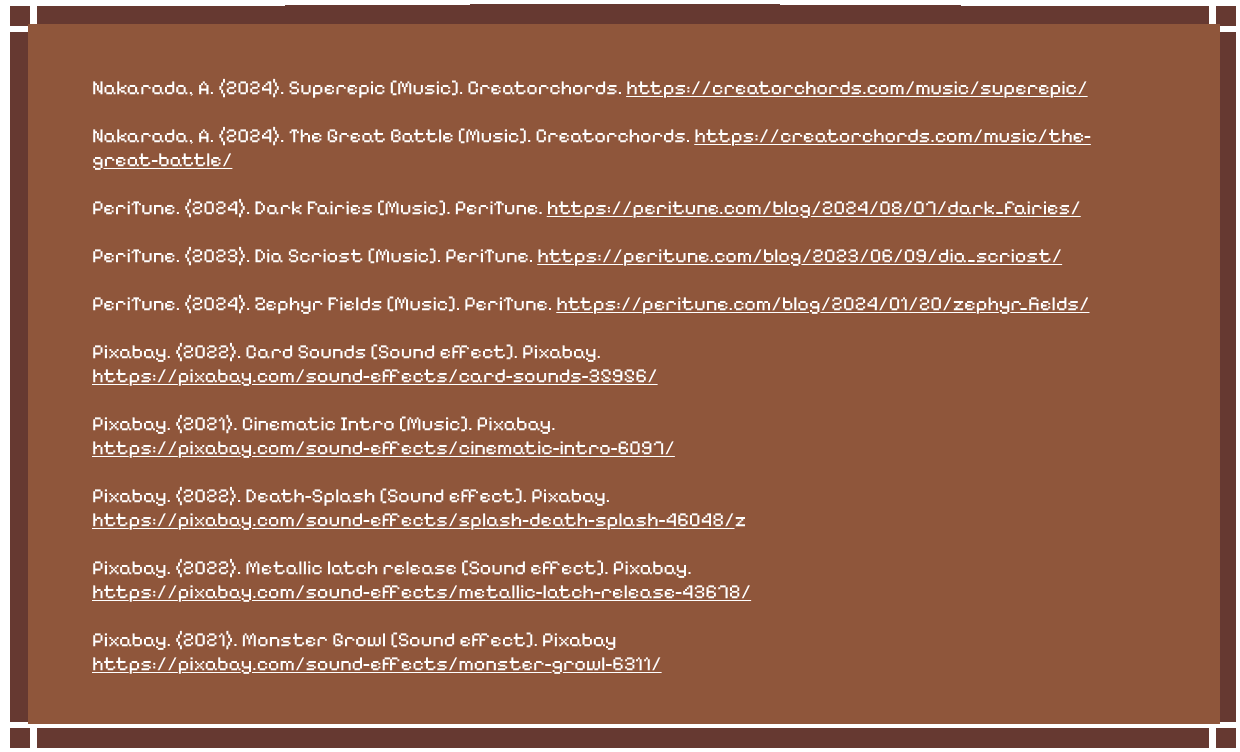 Nakarada, A. (2024). Superepic (Music). Creatorchords. https://creatorchords.com/music/superepic/
Nakarada, A. (2024). The Great Battle (Music). Creatorchords. https://creatorchords.com/music/the-
great-battle/
PeriTune. (2024). Dark Fairies (Music). PeriTune. https://peritune.com/blog/2024/08/07/dark_fairies/
PeriTune. (2023). Dia Scriost (Music). PeriTune. https://peritune.com/blog/2023/06/09/dia_scriost/
PeriTune. (2024). Zephyr Fields (Music). PeriTune. https://peritune.com/blog/2024/01/20/zephyr_fields/
Pixabay. (2022). Card Sounds (Sound effect). Pixabay.
https://pixabay.com/sound-effects/card-sounds-35956/
Pixabay. (2021). Cinematic Intro (Music). Pixabay.
https://pixabay.com/sound-effects/cinematic-intro-6097/
Pixabay. (2022). Death-Splash (Sound effect). Pixabay.
https://pixabay.com/sound-effects/splash-death-splash-46048/z
Pixabay. (2022). Metallic latch release (Sound effect). Pixabay.
https://pixabay.com/sound-effects/metallic-latch-release-43678/
Pixabay. (2021). Monster Growl (Sound effect). Pixabay
https://pixabay.com/sound-effects/monster-growl-6311/